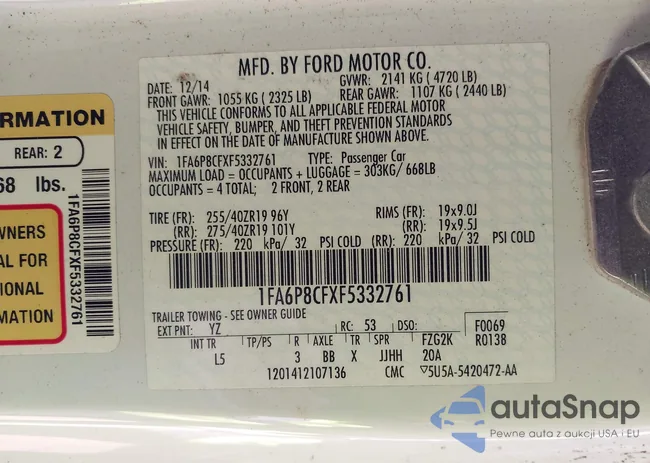 MFD. BY FORD MOTOR CO.
DATE: 12/14 GVWR: 2141 KG ( 4720 LB)
FRONT GAWR: 1055 KG ( 2325 LB) REAR GAWR: 1107 KG ( 2440 LB)
THIS VEHICLE CONFORMS TO ALL APPLICABLE FEDERAL MOTOR
VEHICLE SAFETY, BUMPER, AND THEFT PREVENTION STANDARDS
IN EFFECT ON THE DATE OF MANUFACTURE SHOWN ABOVE.
VIN: 1FA6P8CFXF5332761 TYPE: Passenger Car
MAXIMUM LOAD = OCCUPANTS + LUGGAGE = 303KG/ 668LB
OCCUPANTS = 4 TOTAL; 2 FRONT, 2 REAR
TIRE (FR): 255/40ZR19 96Y RIMS (FR): 19x9.0J
(RR): 275/40ZR19 101Y (RR): 19x9.5J
PRESSURE (FR): 220 kPa/ 32 PSI COLD (RR): 220 kPa/ 32 PSI COLD
1FA6P8CFXF5332761
TRAILER TOWING - SEE OWNER GUIDE
EXT PNT: YZ RC: 53 DSO: F0069
INT TR TP/PS R AXLE TR SPR FZG2K R0138
L5 3 BB X JJHH 20A
1201412107136 CMC ▽5U5A-5420472-AA
RMATION
REAR: 2
68 lbs.
WNERS
AL FOR
IONAL
MATION
1FA6P8CFXF5332761
autaSnap
Pewne auta z aukcji USA i EU